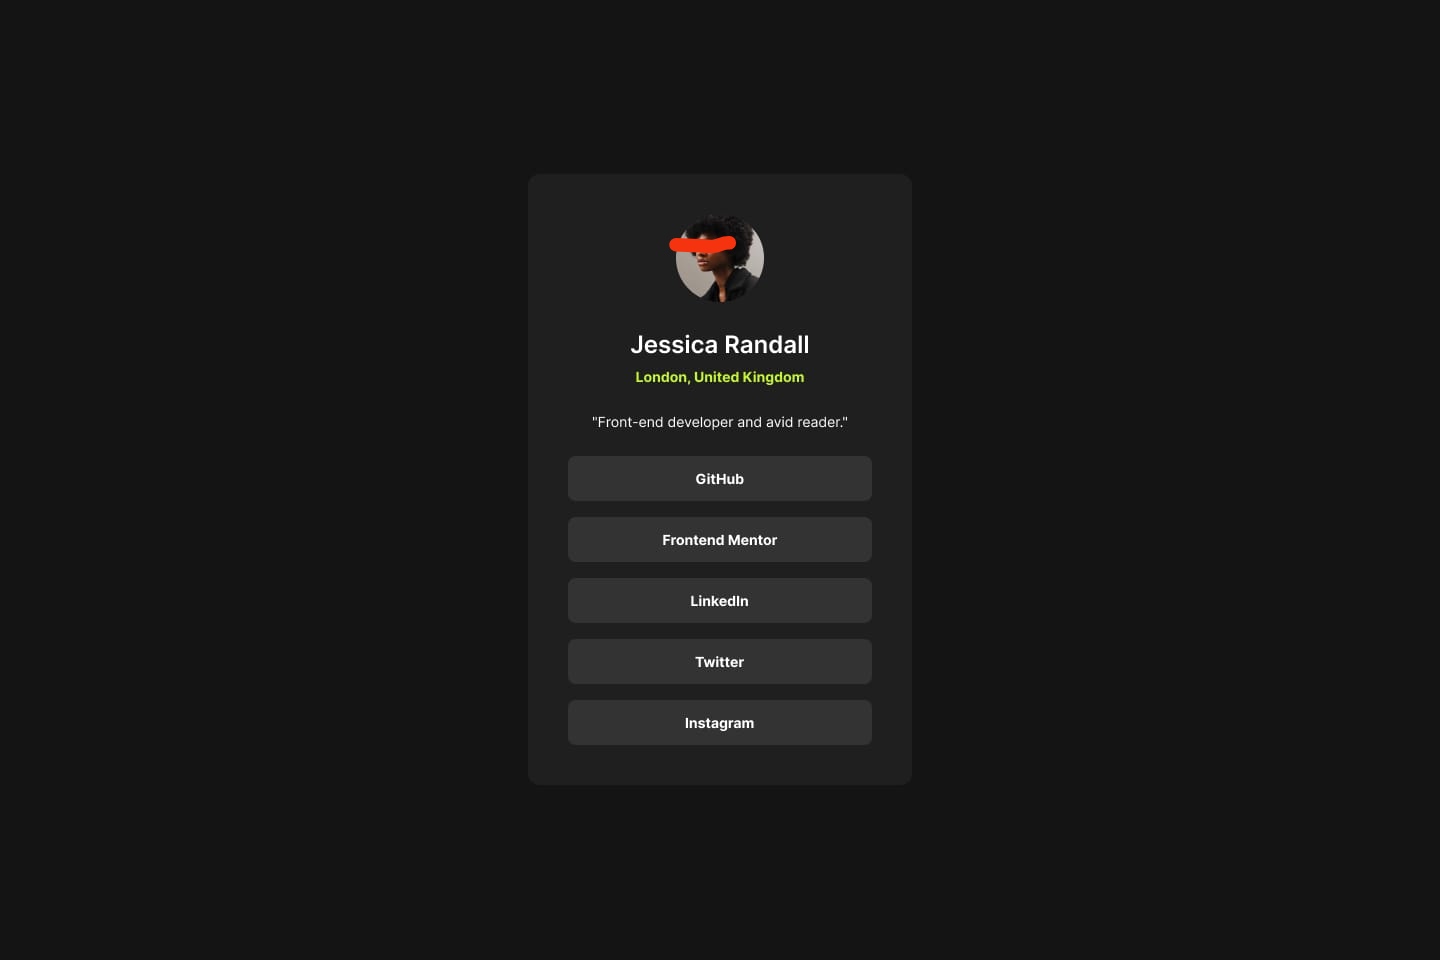 Jessica Randall
London, United Kingdom
"Front-end developer and avid reader."
GitHub
Frontend Mentor
LinkedIn
Twitter
Instagram